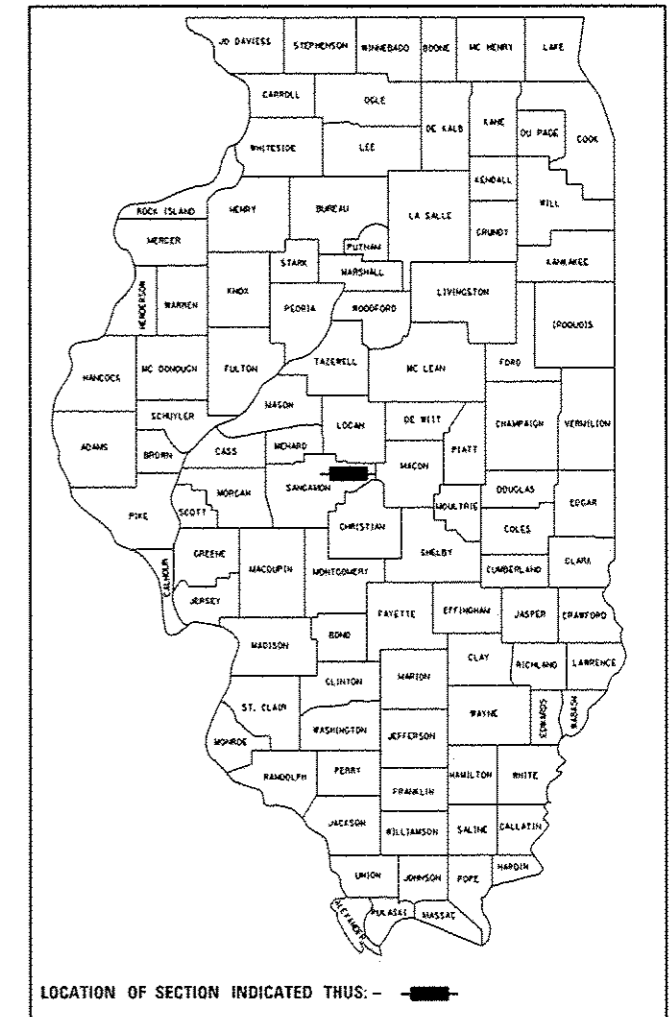 JO DAVIESS STEPHENSON WINNEBAGO BOONE MC HENRY LAKE
CARROLL OGLE
DE KALB KANE DU PAGE COOK
WHITESIDE LEE
KENDALL
WILL
ROCK ISLAND HENRY BUREAU LA SALLE
GRUNDY
MERCER PUTNAM
STARK KANKAKEE
MARSHALL
HENDERSON WARREN KNOX PEORIA WOODFORD LIVINGSTON
IROQUOIS
TAZEWELL MC LEAN FORD
HANCOCK MC DONOUGH FULTON
MASON
SCHUYLER LOGAN DE WITT CHAMPAIGN VERMILION
ADAMS BROWN CASS MENARD PIATT
MACON
SANGAMON
MORGAN DOUGLAS EDGAR
PIKE SCOTT MOULTRIE
CHRISTIAN COLES
GREENE SHELBY
CALHOUN MACOUPIN MONTGOMERY CUMBERLAND CLARK
JERSEY
FAYETTE EFFINGHAM JASPER CRAWFORD
BOND
MADISON CLAY
RICHLAND LAWRENCE
CLINTON MARION
ST. CLAIR WAYNE EDWARDS WABASH
WASHINGTON JEFFERSON
MONROE
RANDOLPH PERRY HAMILTON WHITE
FRANKLIN
JACKSON WILLIAMSON SALINE GALLATIN
UNION JOHNSON POPE HARDIN
ALEXANDER PULASKI MASSAC
LOCATION OF SECTION INDICATED THUS: -